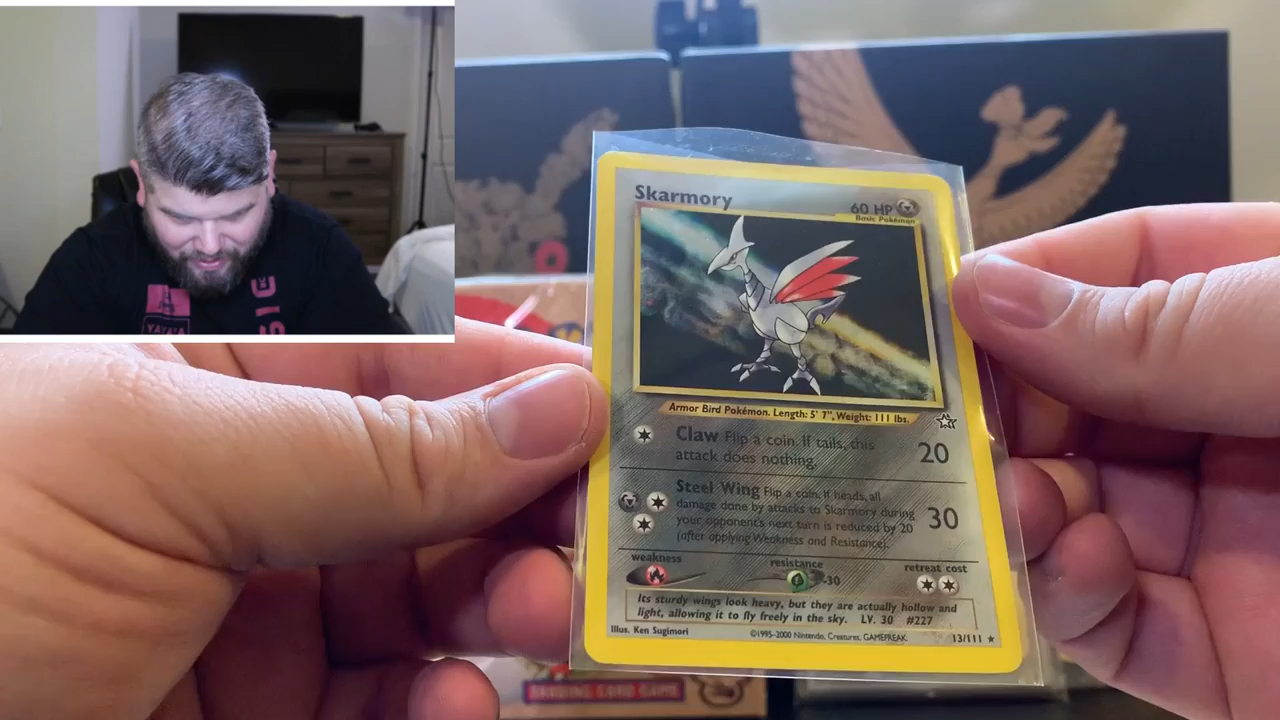 Skarmory
60 HP
Basic Pokémon
Armor Bird Pokémon. Length: 5' 7", Weight: 111 lbs.
Claw Flip a coin. If tails, this
attack does nothing.
20
Steel Wing Flip a coin. If heads, all
damage done by attacks to Skarmory during
your opponent's next turn is reduced by 20
(after applying Weakness and Resistance).
30
weakness
resistance
retreat cost
-30
Its sturdy wings look heavy, but they are actually hollow and
light, allowing it to fly freely in the sky. LV. 30 #227
Illus. Ken Sugimori
©1995-2000 Nintendo, Creatures, GAMEFREAK.
13/111 ★
TRADING CARD GAME